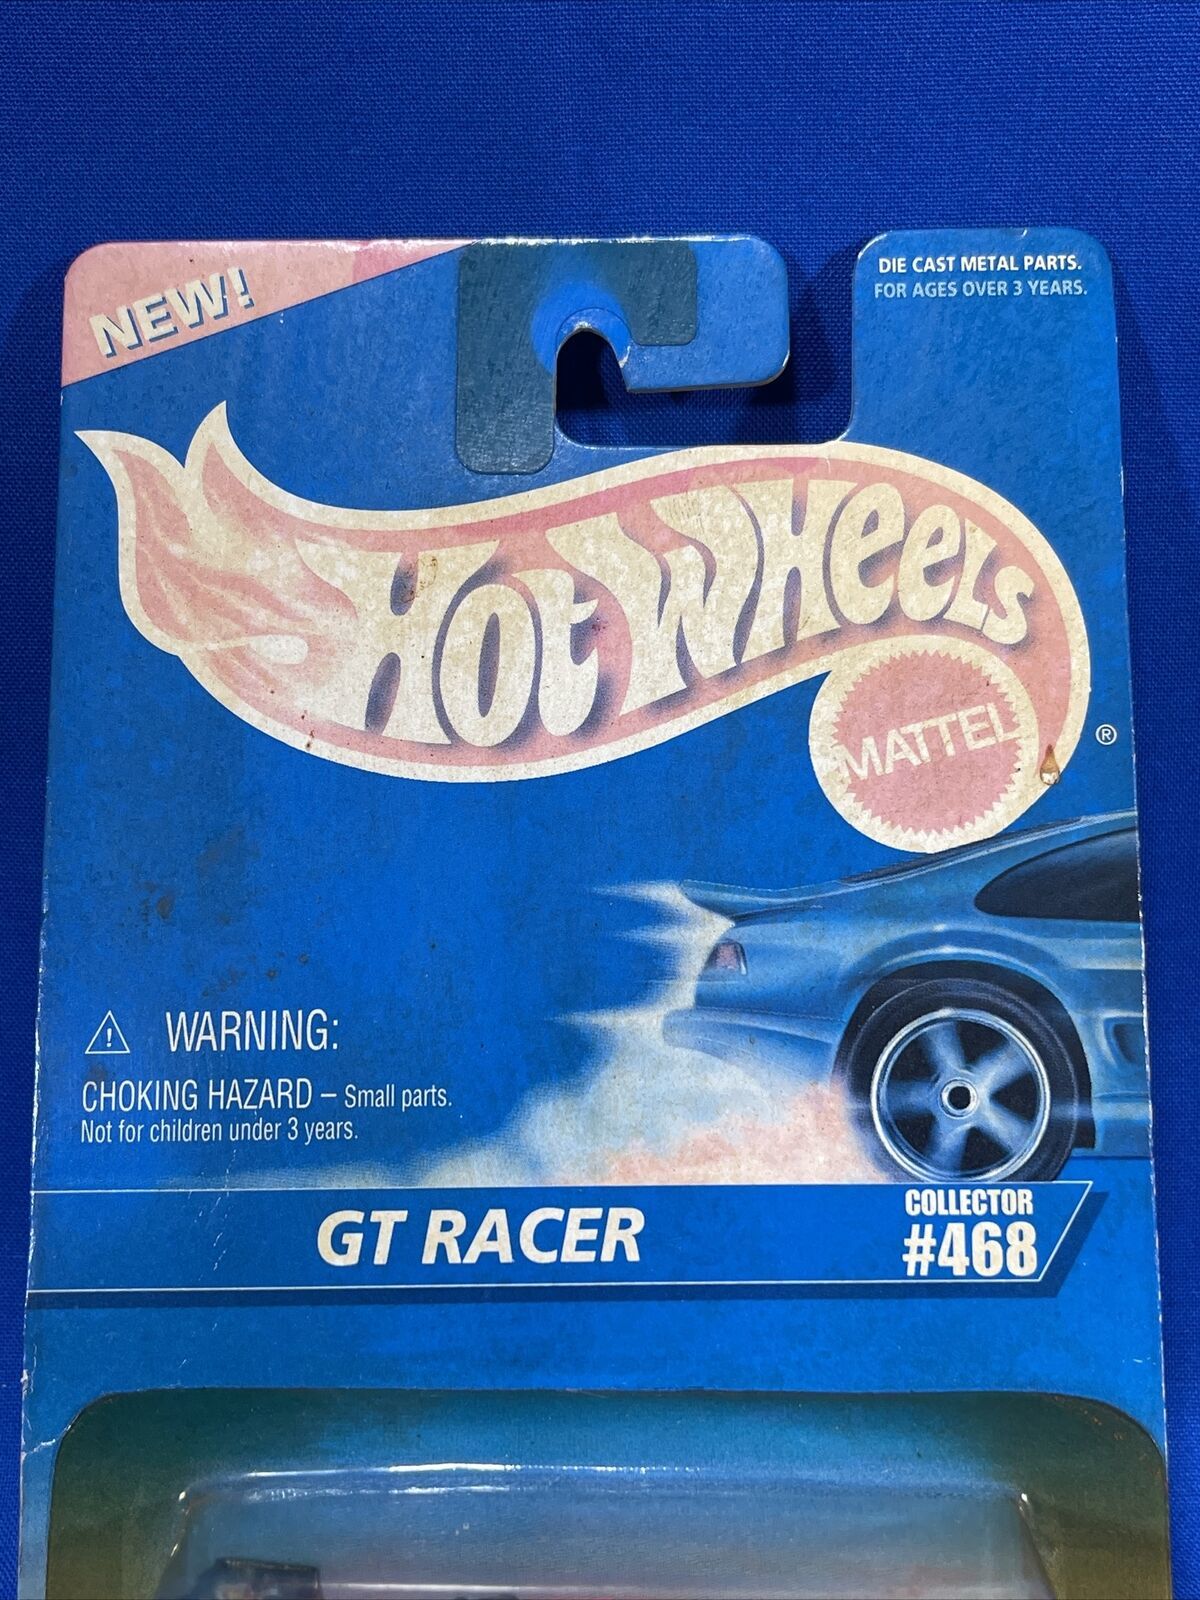 NEW!
DIE CAST METAL PARTS.
FOR AGES OVER 3 YEARS.
HOT WHEELS
MATTEL
®
WARNING:
CHOKING HAZARD – Small parts.
Not for children under 3 years.
GT RACER
COLLECTOR
#468